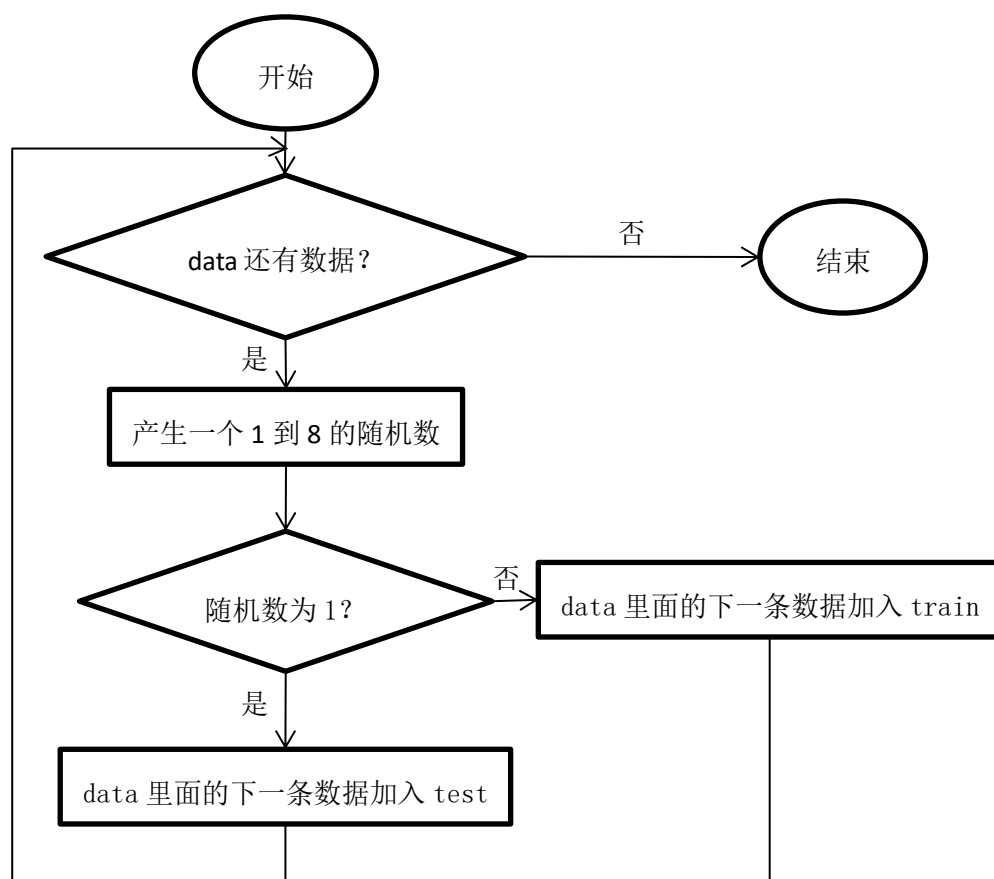 开始
data 还有数据?
否
结束
是
产生一个 1 到 8 的随机数
随机数为 1?
否
data 里面的下一条数据加入 train
是
data 里面的下一条数据加入 test